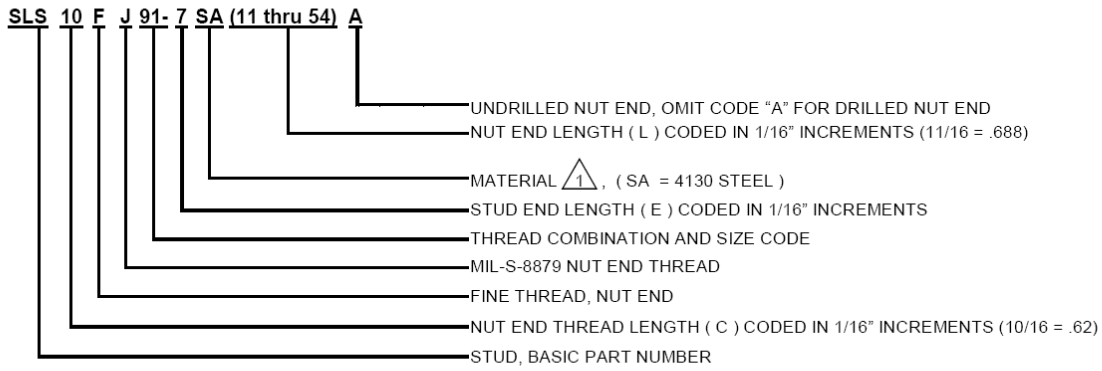 SLS 10 F J 91- 7 SA (11 thru 54) A
UNDRILLED NUT END, OMIT CODE “A” FOR DRILLED NUT END
NUT END LENGTH ( L ) CODED IN 1/16” INCREMENTS (11/16 = .688)
MATERIAL 1 , ( SA = 4130 STEEL )
STUD END LENGTH ( E ) CODED IN 1/16” INCREMENTS
THREAD COMBINATION AND SIZE CODE
MIL-S-8879 NUT END THREAD
FINE THREAD, NUT END
NUT END THREAD LENGTH ( C ) CODED IN 1/16” INCREMENTS (10/16 = .62)
STUD, BASIC PART NUMBER